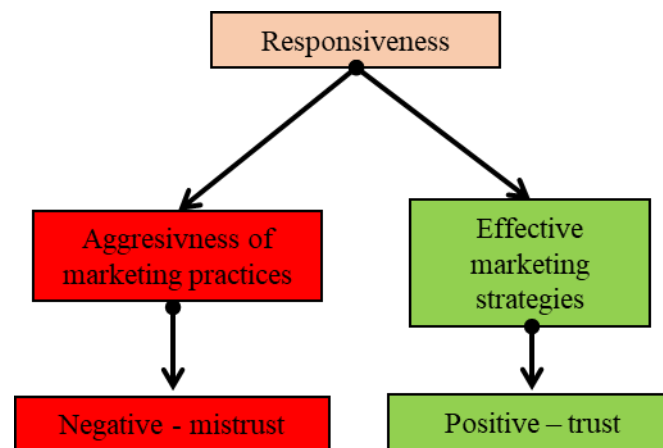 Responsiveness
Aggresivness of
marketing practices
Effective
marketing
strategies
Negative - mistrust
Positive – trust